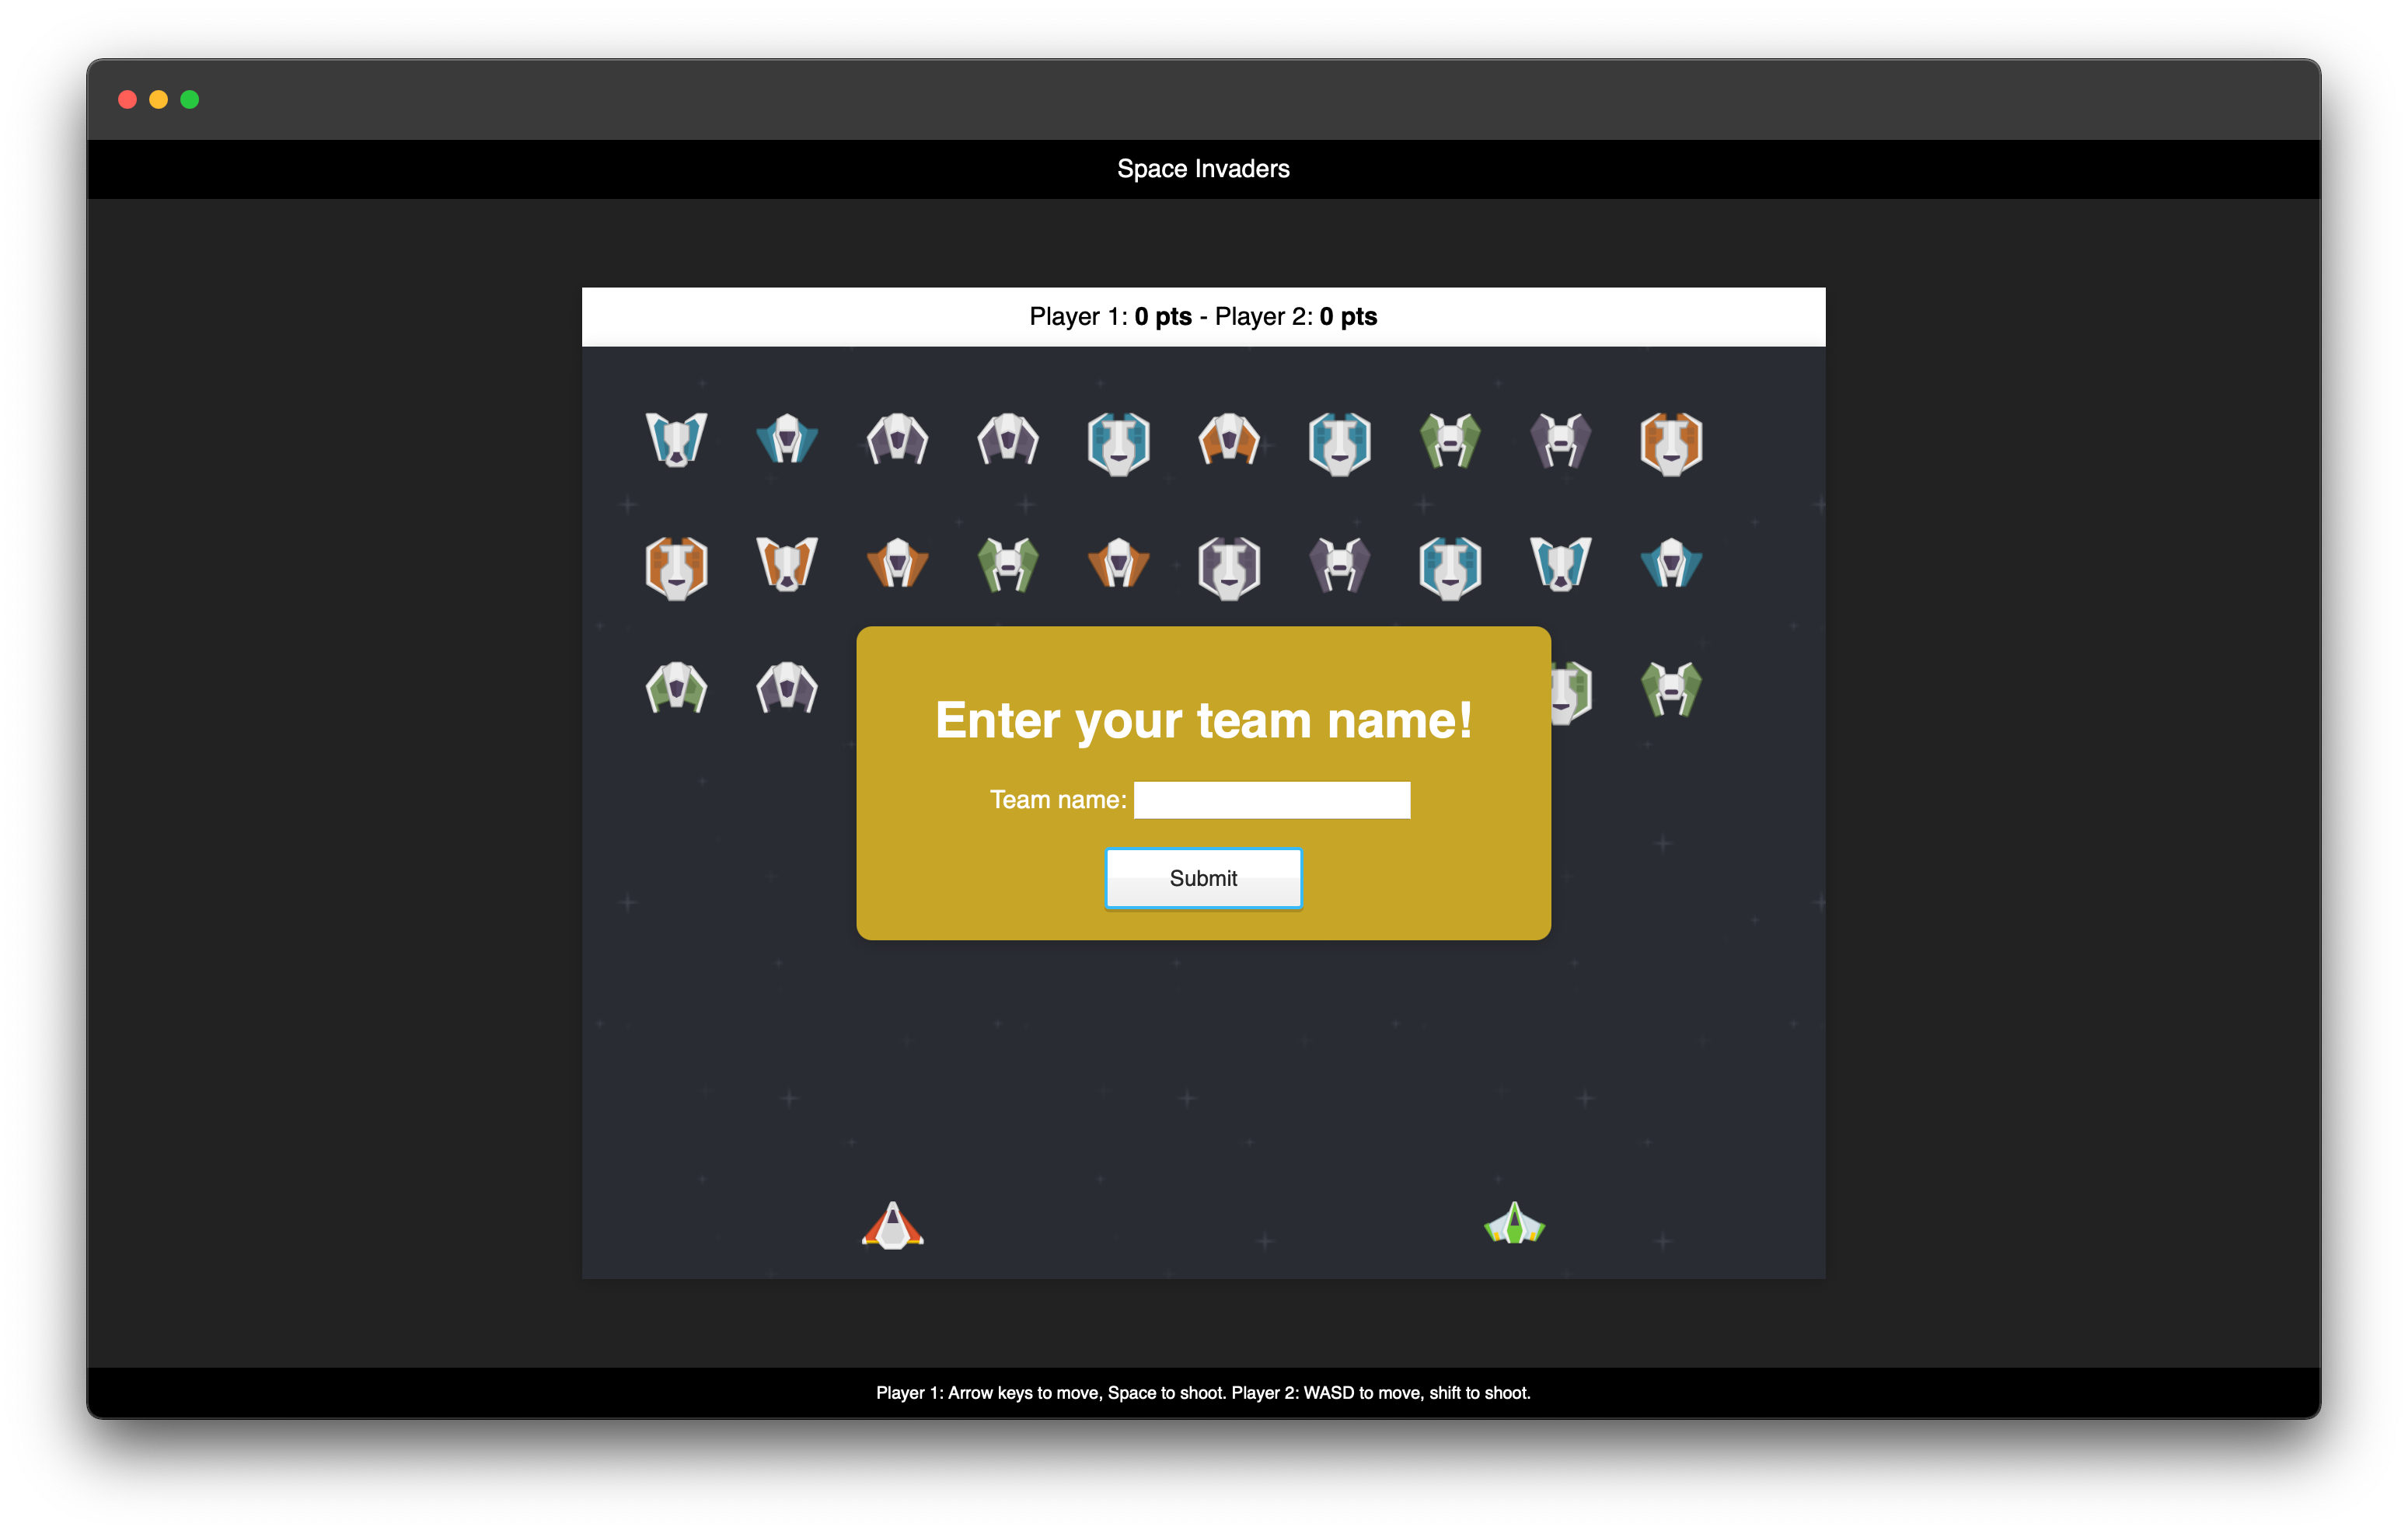 Space Invaders
Player 1: 0 pts - Player 2: 0 pts
Enter your team name!
Team name:
Submit
Player 1: Arrow keys to move, Space to shoot. Player 2: WASD to move, shift to shoot.